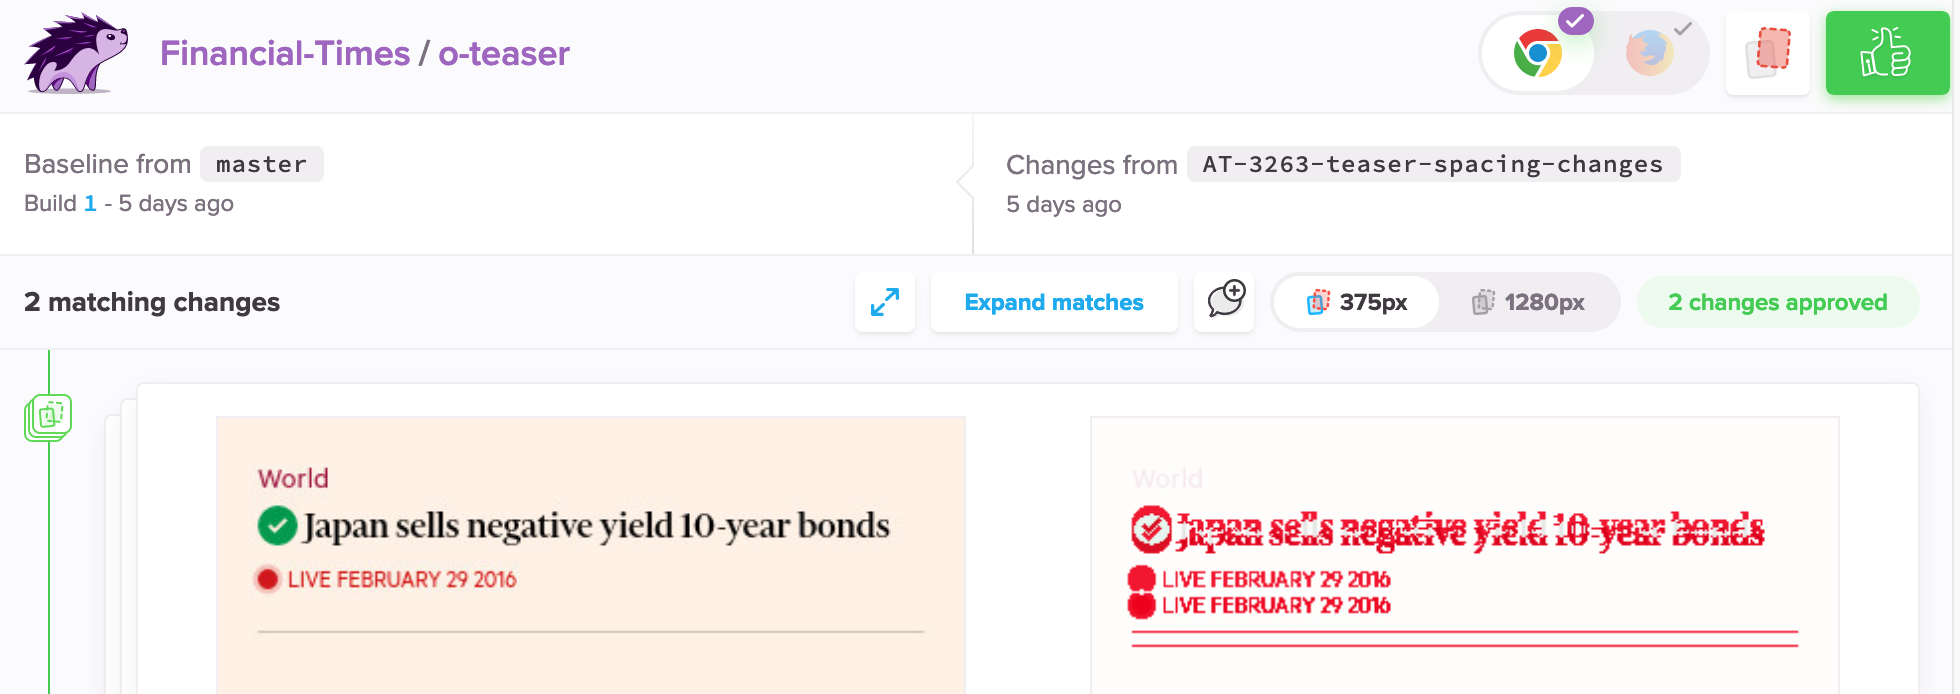 Financial-Times / o-teaser
Baseline from master
Build 1 - 5 days ago
Changes from AT-3263-teaser-spacing-changes
5 days ago
2 matching changes
Expand matches
375px
1280px
2 changes approved
World
Japan sells negative yield 10-year bonds
LIVE FEBRUARY 29 2016
World
Japan sells negative yield 10-year bonds
LIVE FEBRUARY 29 2016
LIVE FEBRUARY 29 2016